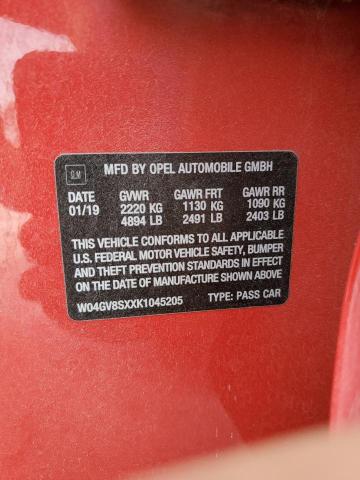 SLM MFD BY OPEL AUTOMOBILE GMBH
DATE GVWR GAWR FRT GAWR RR
01/19 2220 KG 1130 KG 1090 KG
4894 LB 2491 LB 2403 LB
THIS VEHICLE CONFORMS TO ALL APPLICABLE
U.S. FEDERAL MOTOR VEHICLE SAFETY, BUMPER
AND THEFT PREVENTION STANDARDS IN EFFECT
ON THE DATE OF MANUFACTURE SHOWN ABOVE.
W04GV8SXXK1045205 TYPE: PASS CAR